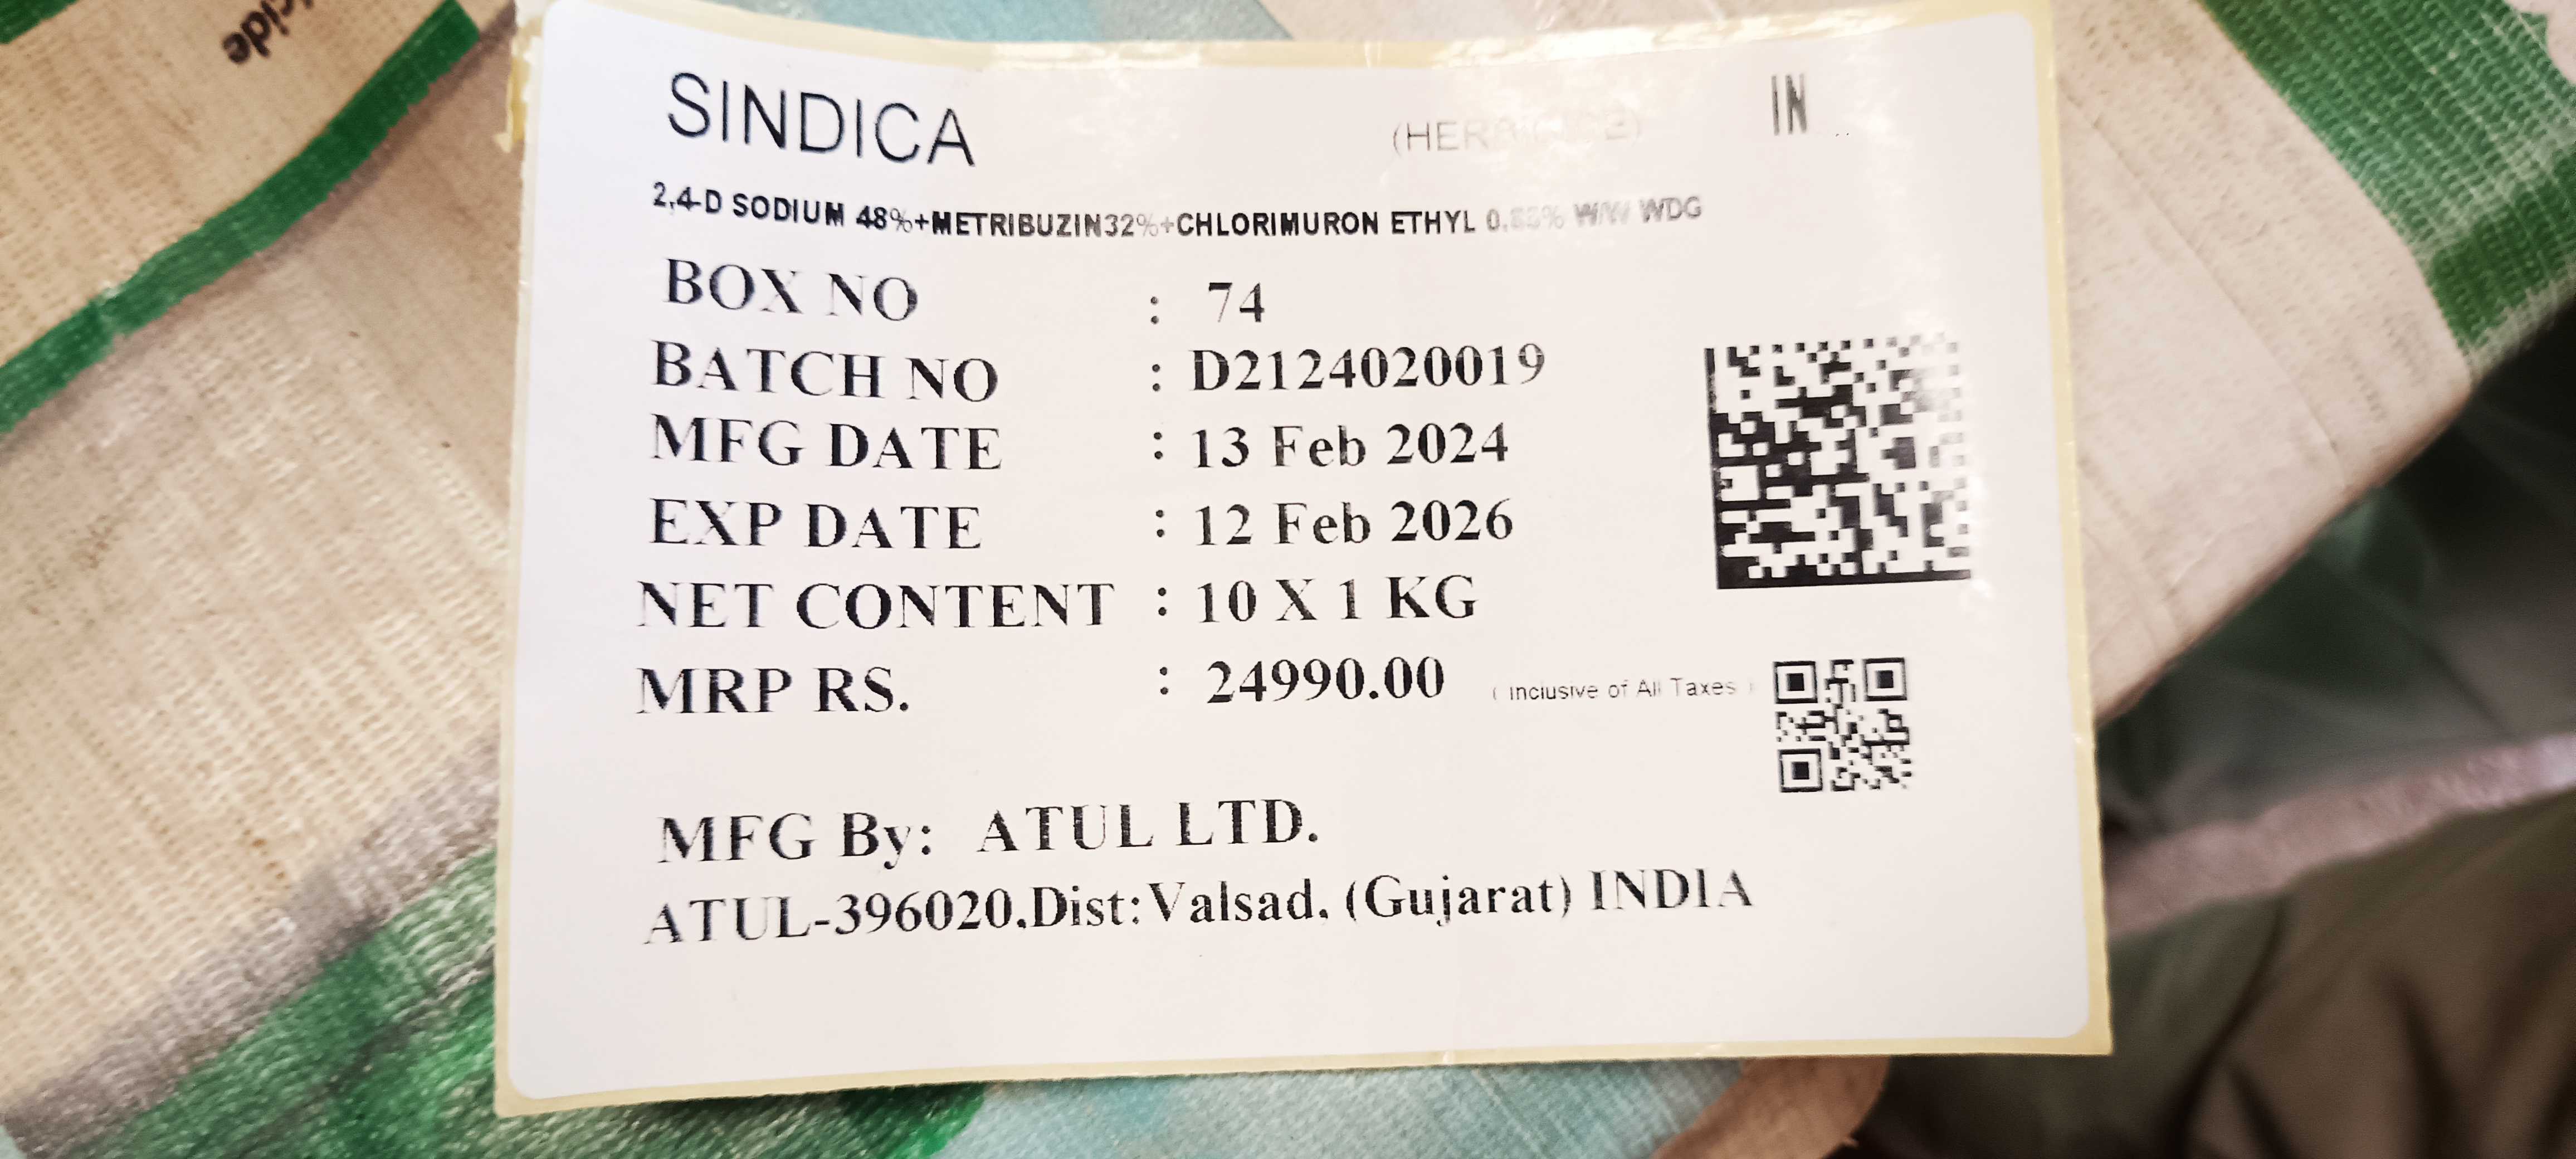 icide
SINDICA
IN
2,4-D SODIUM 48%+METRIBUZIN32%+CHLORIMURON ETHYL W/W WDG
BOX NO : 74
BATCH NO : D2124020019
MFG DATE : 13 Feb 2024
EXP DATE : 12 Feb 2026
NET CONTENT : 10 X 1 KG
MRP RS. : 24990.00 ( inclusive of All Taxes )
MFG By: ATUL LTD.
ATUL-396020.Dist:Valsad. (Gujarat) INDIA